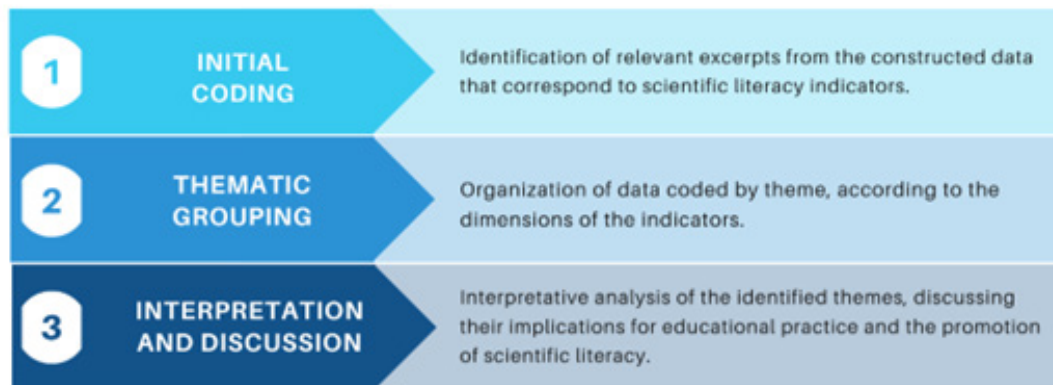 1
INITIAL
CODING
Identification of relevant excerpts from the constructed data
that correspond to scientific literacy indicators.
2
THEMATIC
GROUPING
Organization of data coded by theme, according to the
dimensions of the indicators.
3
INTERPRETATION
AND DISCUSSION
Interpretative analysis of the identified themes, discussing
their implications for educational practice and the promotion
of scientific literacy.